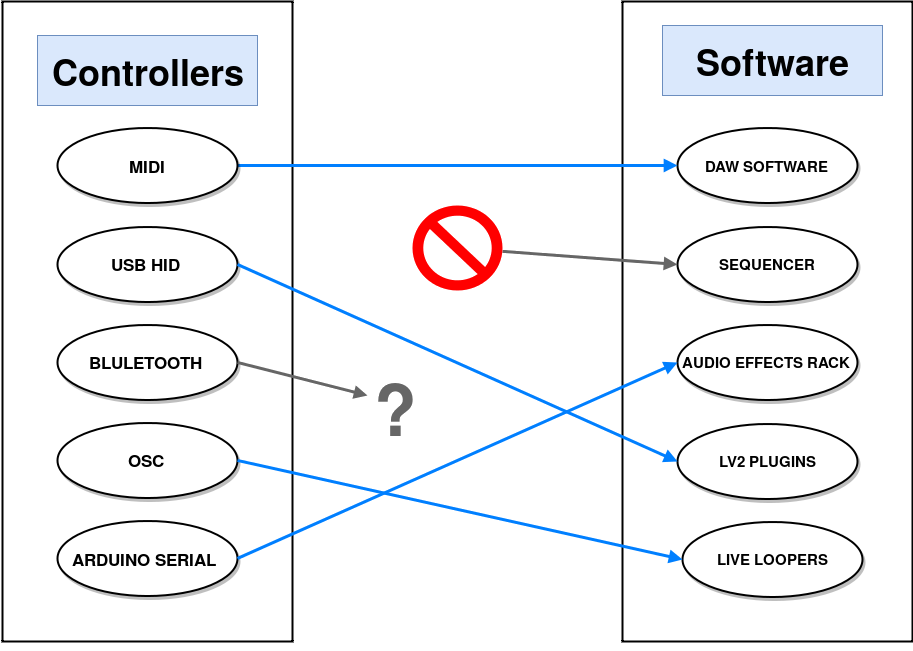 Controllers
MIDI
USB HID
BLULETOOTH
OSC
ARDUINO SERIAL
?
Software
DAW SOFTWARE
SEQUENCER
AUDIO EFFECTS RACK
LV2 PLUGINS
LIVE LOOPERS